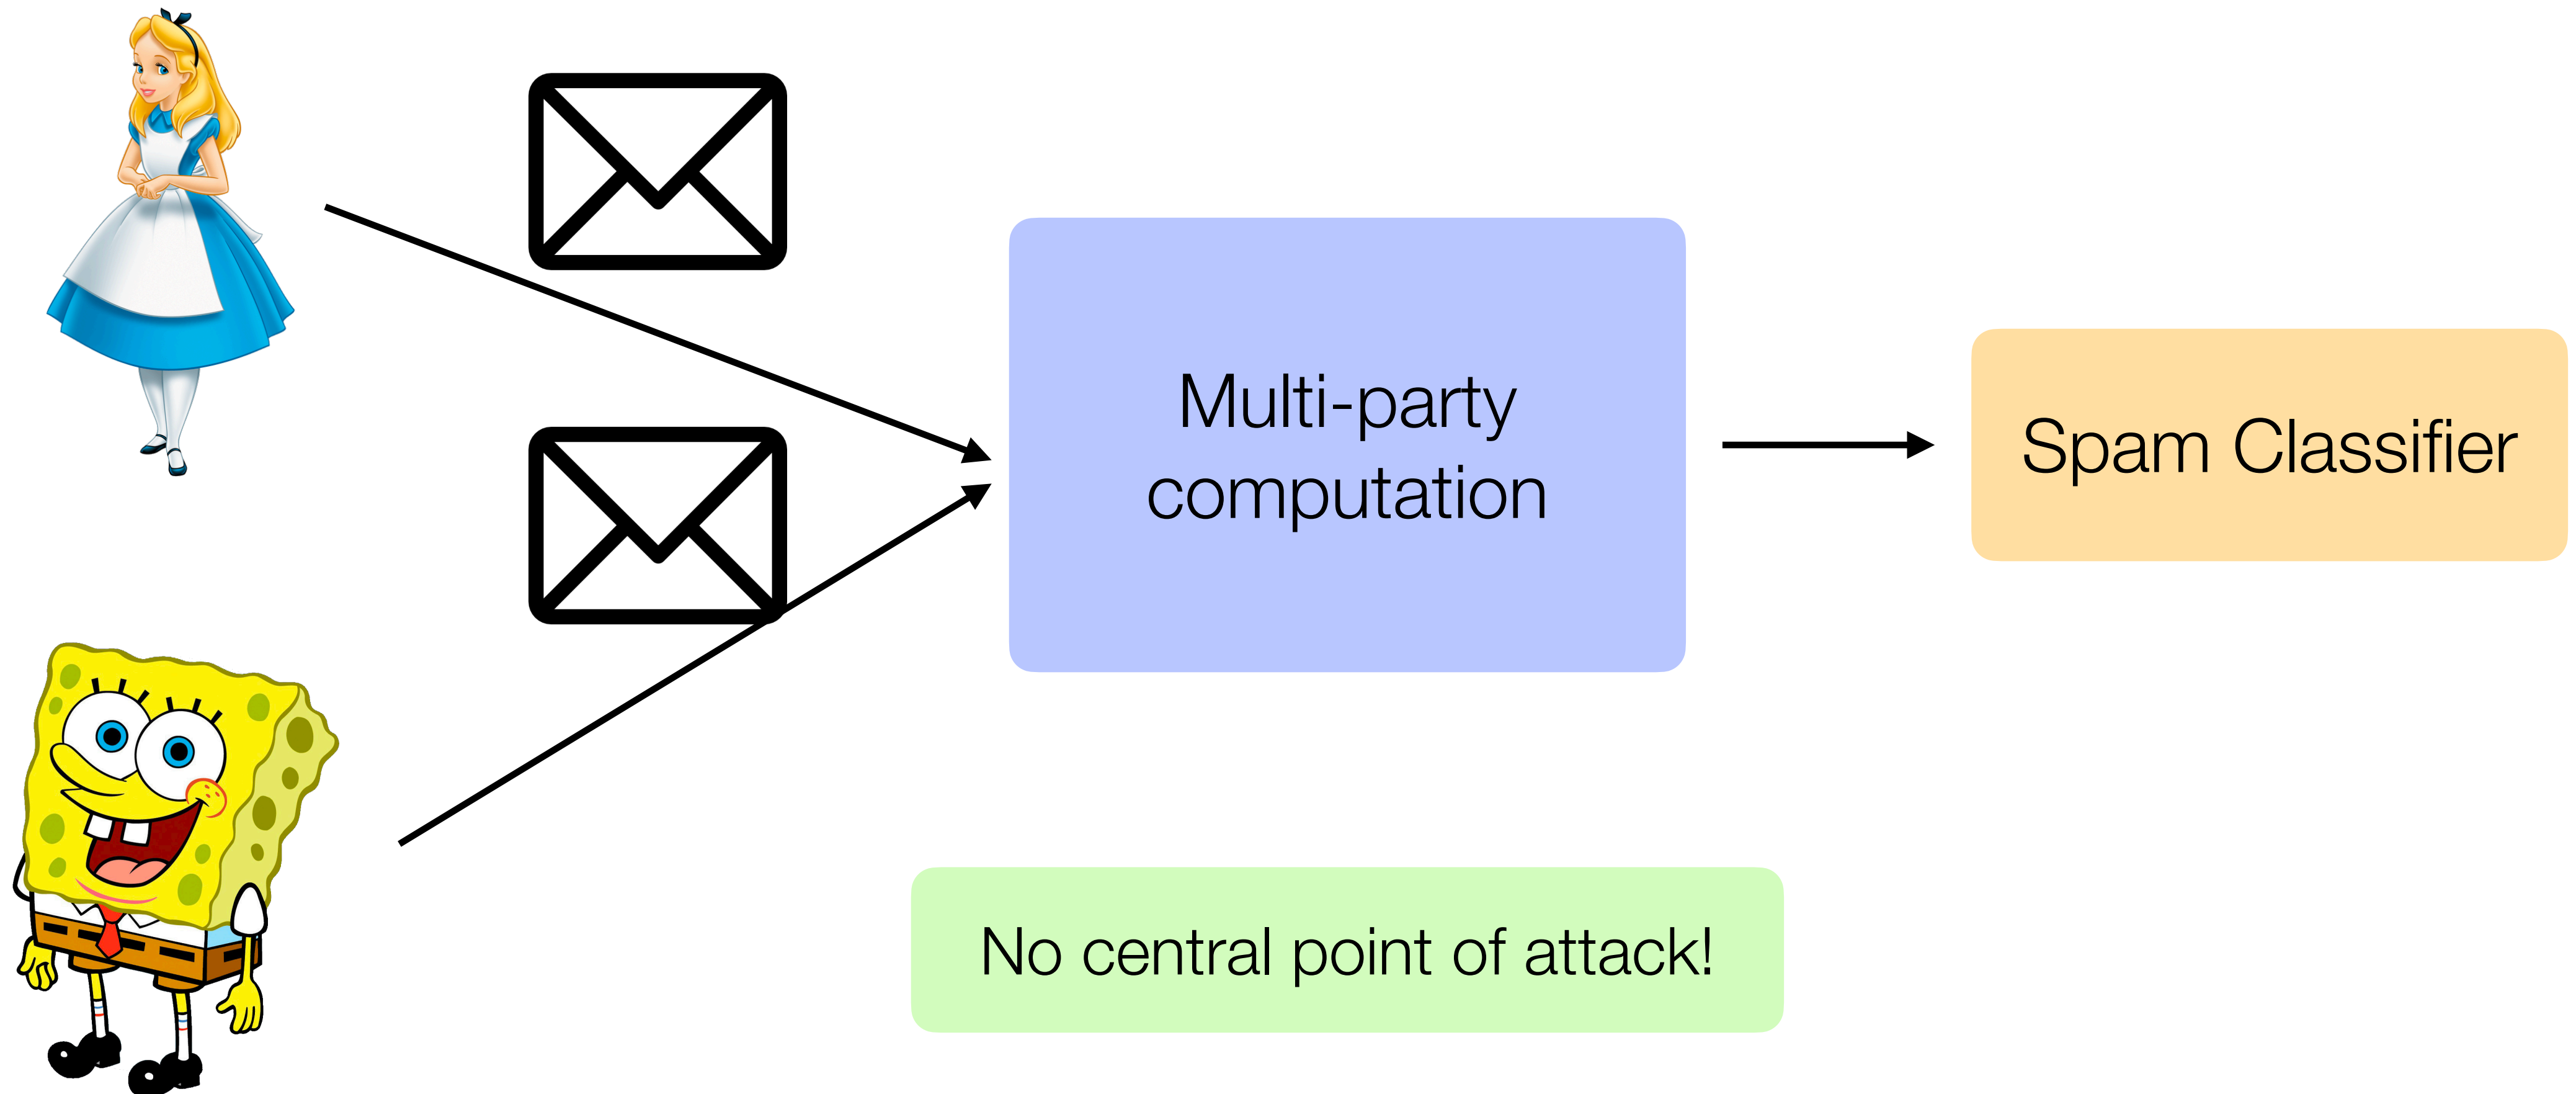 Multi-party
computation
Spam Classifier
No central point of attack!